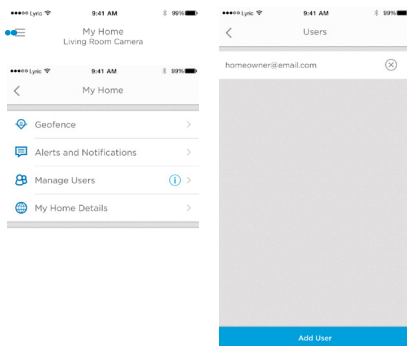 Lyric 9:41 AM 99%
My Home
Living Room Camera
Lyric 9:41 AM 99%
My Home
Geofence
Alerts and Notifications
Manage Users
My Home Details
Lyric 9:41 AM 99%
Users
homeowner@email.com
Add User